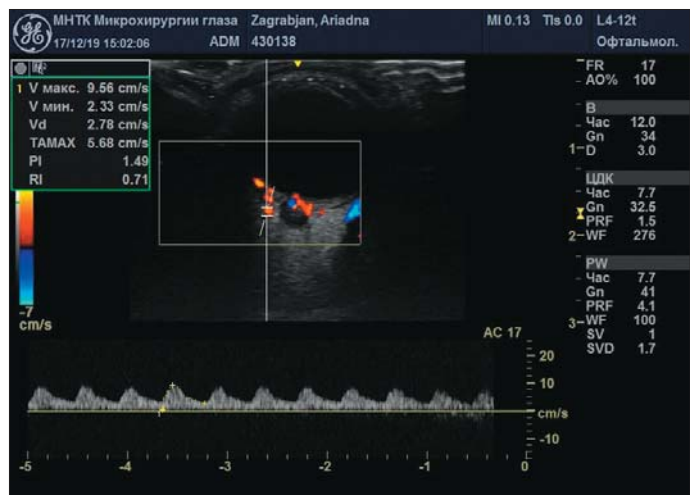 МНТК Микрохирургии глаза Zagrabjan, Ariadna MI 0.13 TIs 0.0 L4-12t
17/12/19 15:02:06 ADM 430138 Офтальмол.
1 V макс. 9.56 cm/s
V мин. 2.33 cm/s
Vd 2.78 cm/s
TAMAX 5.68 cm/s
PI 1.49
RI 0.71
FR 17
AO% 100
B
Час 12.0
Gn 34
D 3.0
ЦДК
Час 7.7
Gn 32.5
PRF 1.5
WF 276
PW
Час 7.7
Gn 41
PRF 4.1
WF 100
SV 1
SVD 1.7
1
2
3
-7
cm/s
AC 17
20
10
cm/s
-10
-5 -4 -3 -2 -1 0